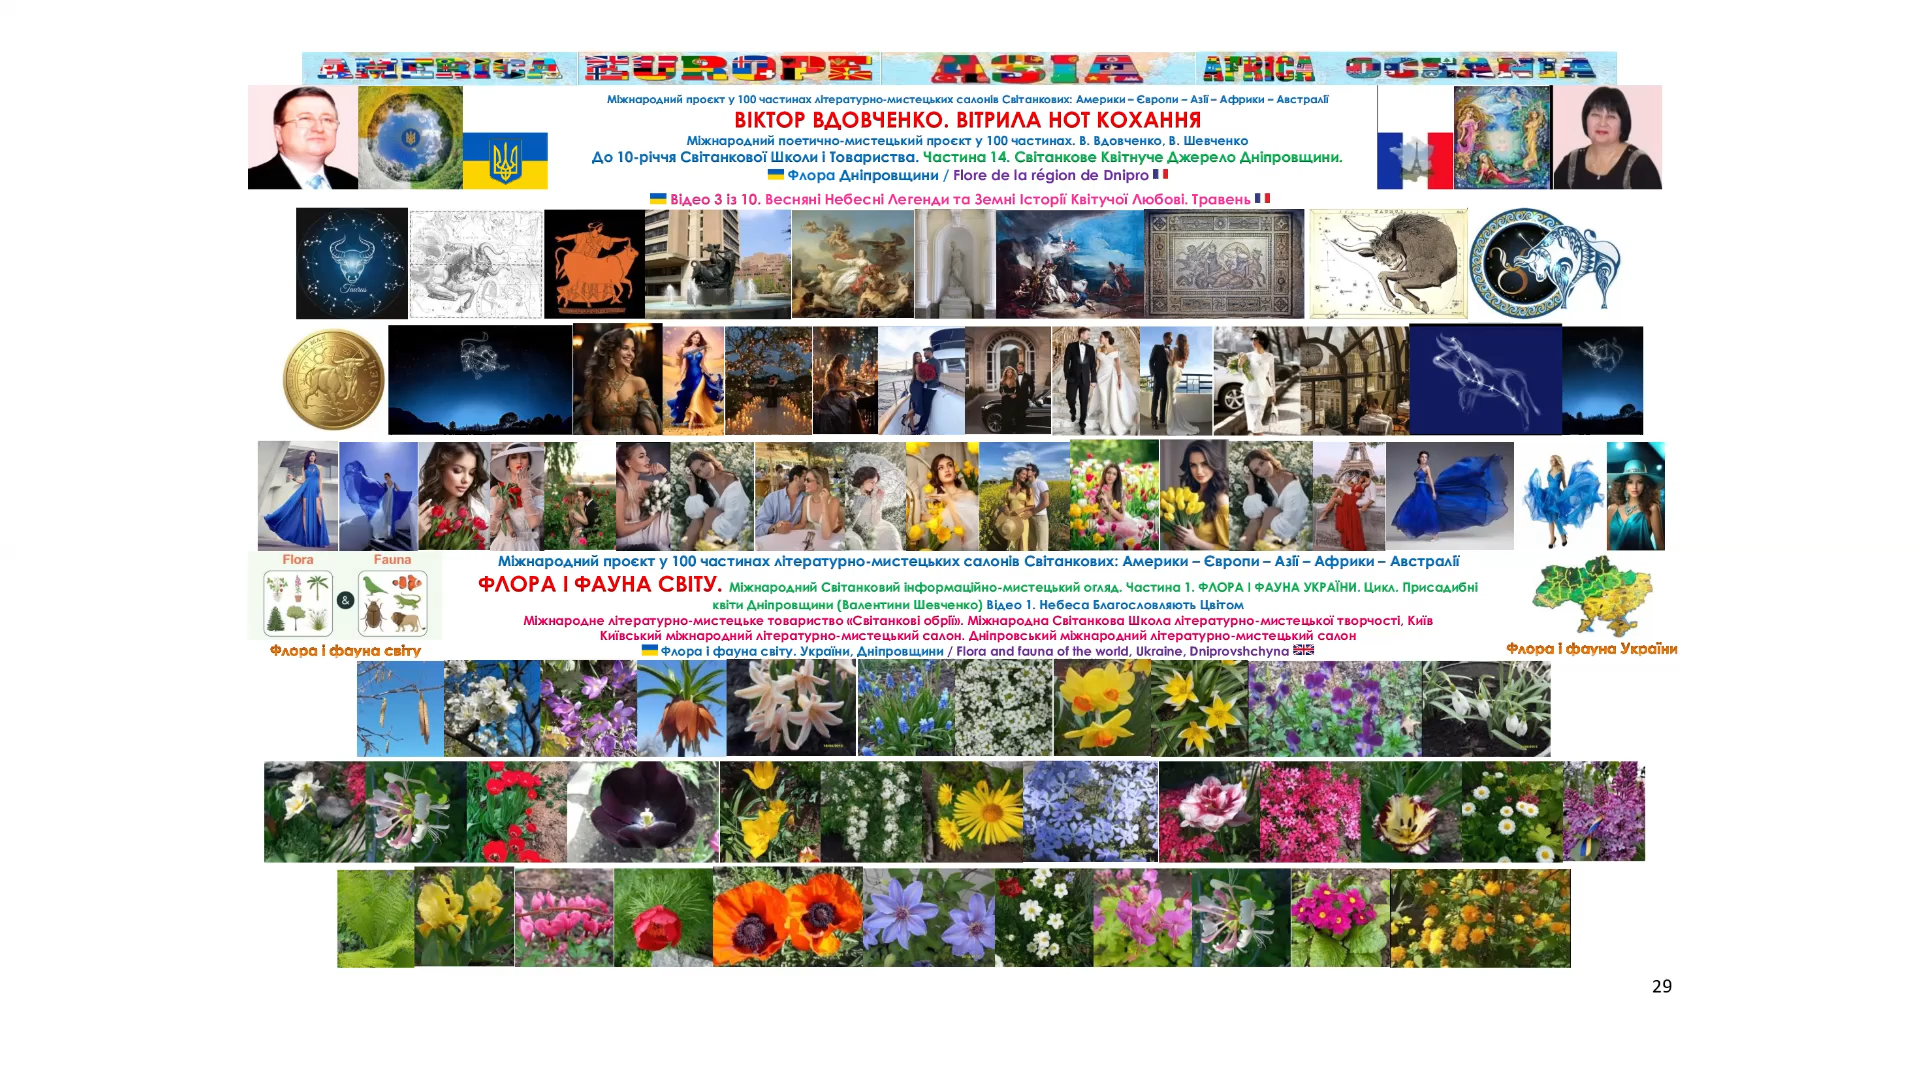 AMERICA EUROPE ASIA AFRICA OCEANIA
Міжнародний проєкт у 100 частинах літературно-мистецьких салонів Світанкових: Америки – Європи – Азії – Африки – Австралії
ВІКТОР ВДОВЧЕНКО. ВІТРИЛА НОТ КОХАННЯ
Міжнародний поетично-мистецький проєкт у 100 частинах. В. Вдовченко, В. Шевченко
До 10-річчя Світанкової Школи і Товариства. Частина 14. Світанкове Квітнуче Джерело Дніпровщини.
Флора Дніпровщини / Flore de la région de Dnipro
Відео 3 із 10. Весняні Небесні Легенди та Земні Історії Квітучої Любові. Травень
Taurus
TAURUS
Flora Fauna
&
Міжнародний проєкт у 100 частинах літературно-мистецьких салонів Світанкових: Америки – Європи – Азії – Африки – Австралії
ФЛОРА І ФАУНА СВІТУ. Міжнародний Світанковий інформаційно-мистецький огляд. Частина 1. ФЛОРА І ФАУНА УКРАЇНИ. Цикл. Присадибні
квіти Дніпровщини (Валентини Шевченко) Відео 1. Небеса Благословляють Цвітом
Міжнародне літературно-мистецьке товариство «Світанкові обрії». Міжнародна Світанкова Школа літературно-мистецької творчості, Київ
Київський міжнародний літературно-мистецький салон. Дніпровський міжнародний літературно-мистецький салон
Флора і фауна світу. України, Дніпровщини / Flora and fauna of the world, Ukraine, Dniprovshchyna
Флора і фауна світу
Флора і фауна України
29